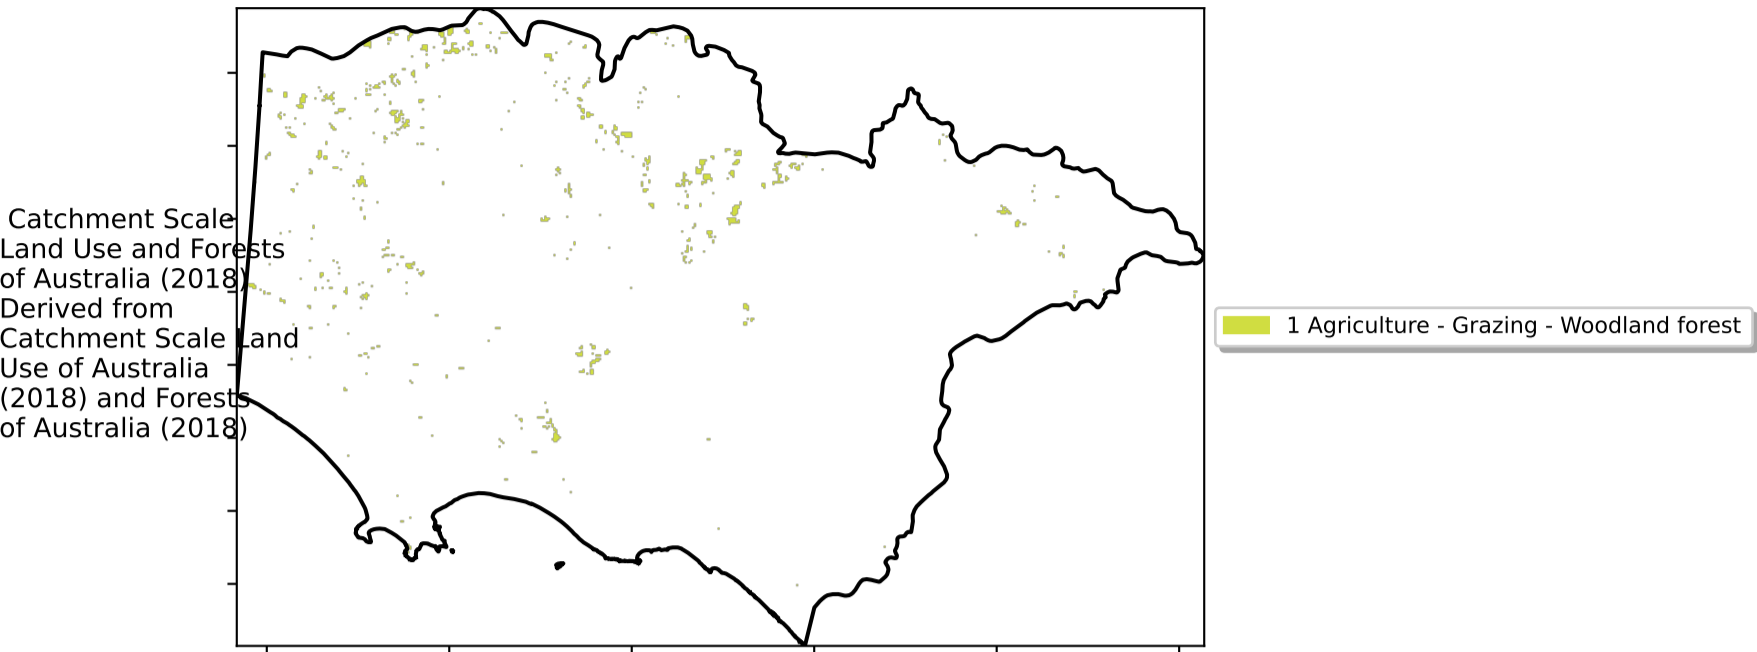 Catchment Scale
Land Use and Forests
of Australia (2018)
Derived from
Catchment Scale Land
Use of Australia
(2018) and Forests
of Australia (2018)
1 Agriculture - Grazing - Woodland forest